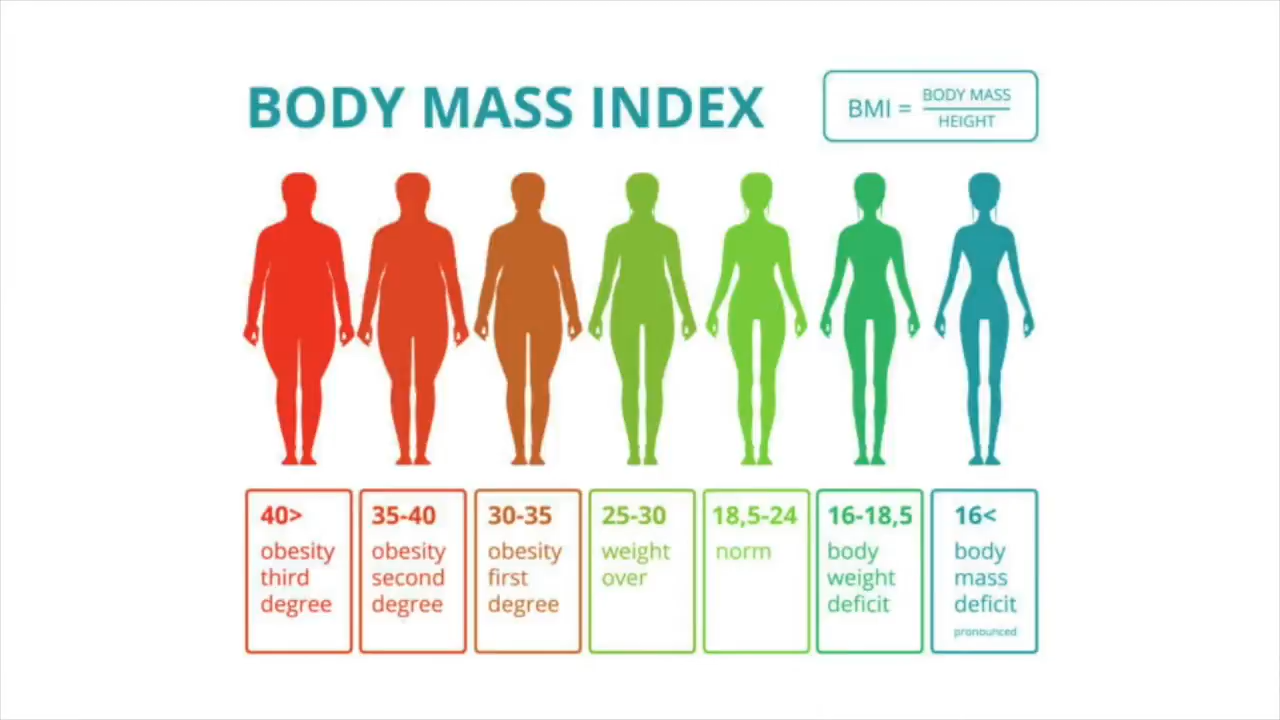 BODY MASS INDEX
BMI =
BODY MASS
HEIGHT
40>
obesity
third
degree
35-40
obesity
second
degree
30-35
obesity
first
degree
25-30
weight
over
18,5-24
norm
16-18,5
body
weight
deficit
16<
body
mass
deficit
pronounced